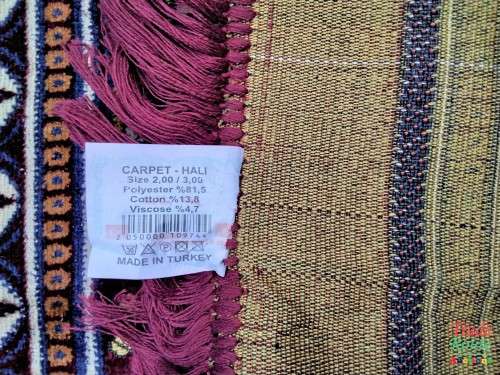 CARPET - HALI
Size 2,00 / 3,00
Polyester %81,5
Cotton %13,8
Viscose %4,7
MADE IN TURKEY